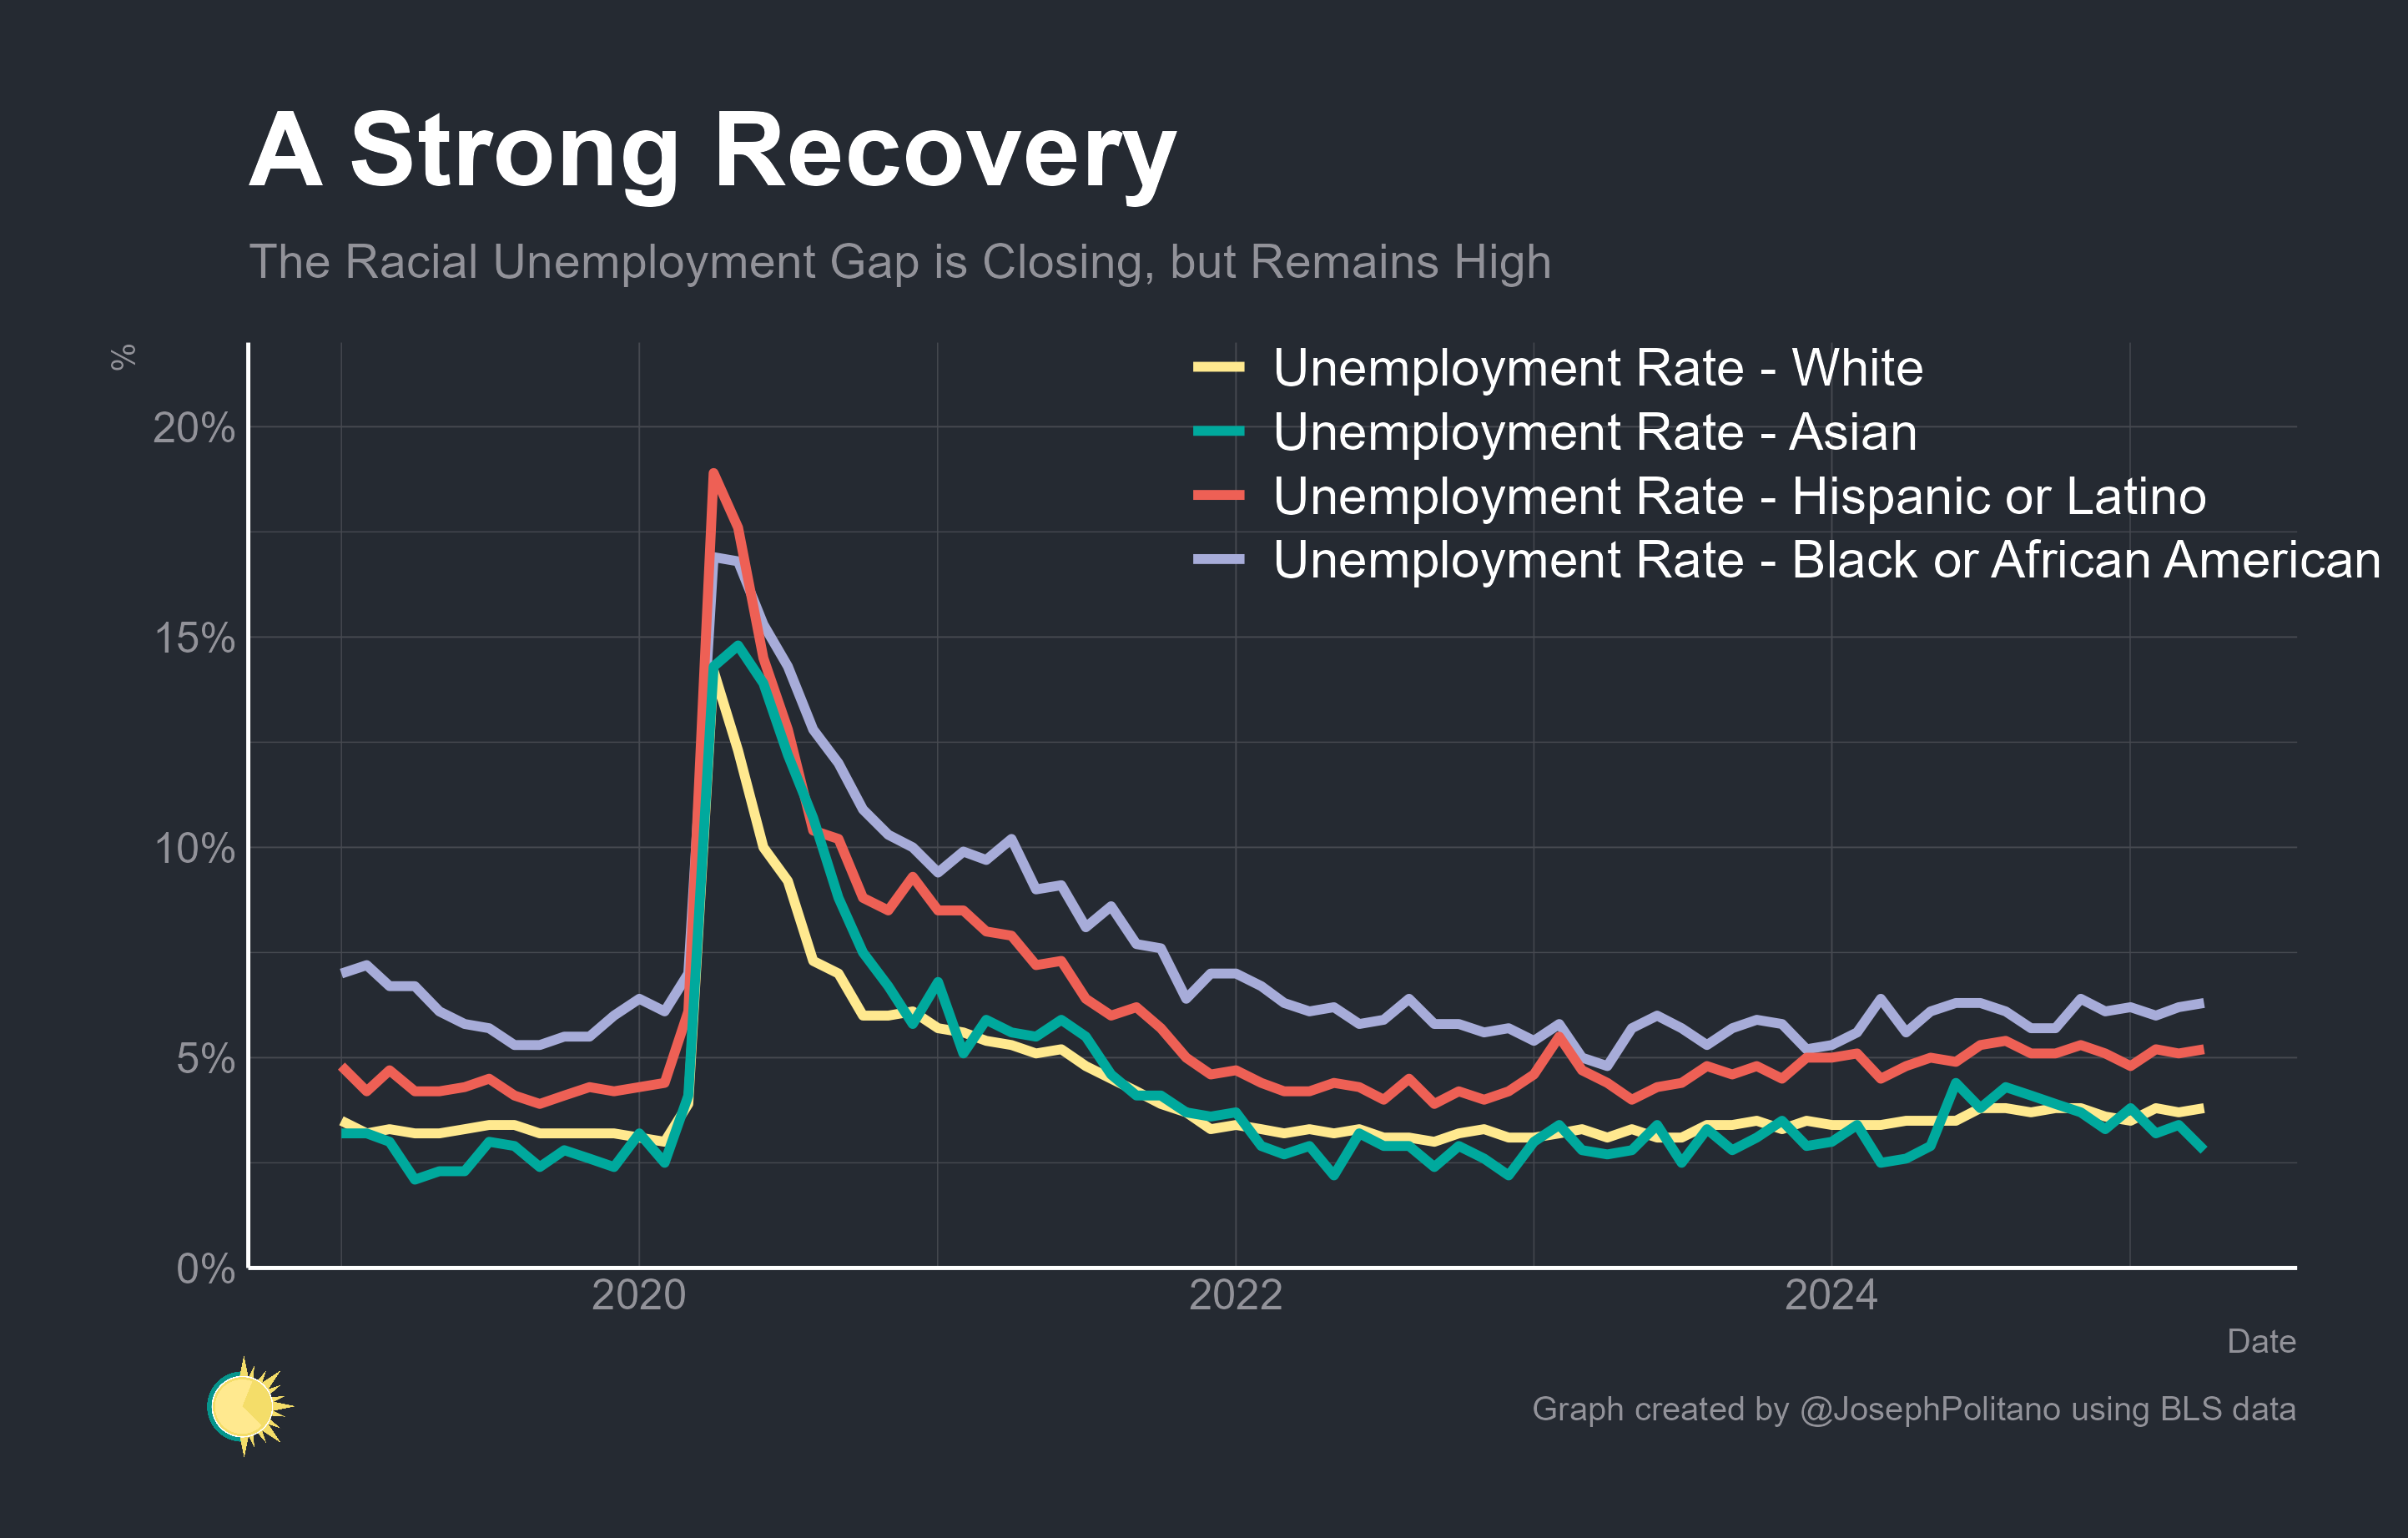 A Strong Recovery
The Racial Unemployment Gap is Closing, but Remains High
%
Unemployment Rate - White
Unemployment Rate - Asian
Unemployment Rate - Hispanic or Latino
Unemployment Rate - Black or African American
20%
15%
10%
5%
0%
2020
2022
2024
Date
Graph created by @JosephPolitano using BLS data